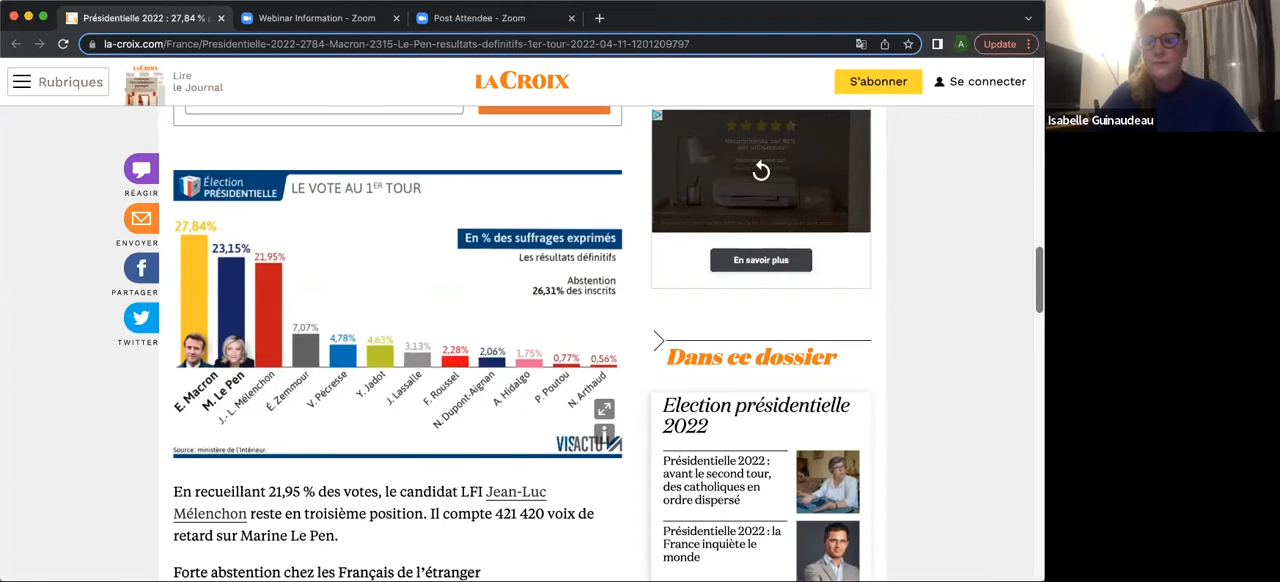 Présidentielle 2022 : 27,84 %
Webinar Information - Zoom
Post Attendee - Zoom
la-croix.com/France/Presidentielle-2022-2784-Macron-2315-Le-Pen-resultats-definitifs-1er-tour-2022-04-11-1201209797
A
Update
Rubriques
LA CROIX
Lire
le Journal
LA CROIX
S'abonner
Se connecter
Isabelle Guinaudeau
RÉAGIR
ENVOYER
PARTAGER
TWITTER
Élection
PRÉSIDENTIELLE
LE VOTE AU 1ER TOUR
En % des suffrages exprimés
Les résultats définitifs
Abstention
26,31% des inscrits
27,84%
23,15%
21,95%
7,07%
4,78%
4,63%
3,13%
2,28%
2,06%
1,75%
0,77%
0,56%
E. Macron
M. Le Pen
J.-L. Mélenchon
É. Zemmour
V. Pécresse
Y. Jadot
J. Lassalle
F. Roussel
N. Dupont-Aignan
A. Hidalgo
P. Poutou
N. Arthaud
Source: ministère de l'Intérieur.
VISACTU
En recueillant 21,95 % des votes, le candidat LFI Jean-Luc
Mélenchon reste en troisième position. Il compte 421 420 voix de
retard sur Marine Le Pen.
Forte abstention chez les Français de l'étranger
En savoir plus
Dans ce dossier
Election présidentielle
2022
Présidentielle 2022 :
avant le second tour,
des catholiques en
ordre dispersé
Présidentielle 2022 : la
France inquiète le
monde